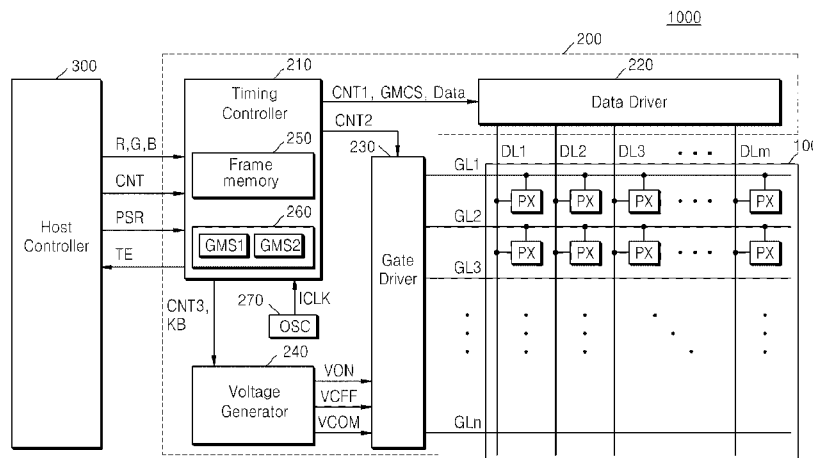 1000
300
200
210
220
Timing
Controller
CNT1, GMCS, Data
Data Driver
CNT2
R,G,B
250
Frame
memory
230
DL1 DL2 DL3 DLm
100
GL1
PX PX PX PX
CNT
PSR
260
GMS1 GMS2
GL2
PX PX PX PX
Host
Controller
TE
Gate
Driver
GL3
CNT3,
KB
270
ICLK
OSC
240
Voltage
Generator
VON
VCFF
VCOM
GLn